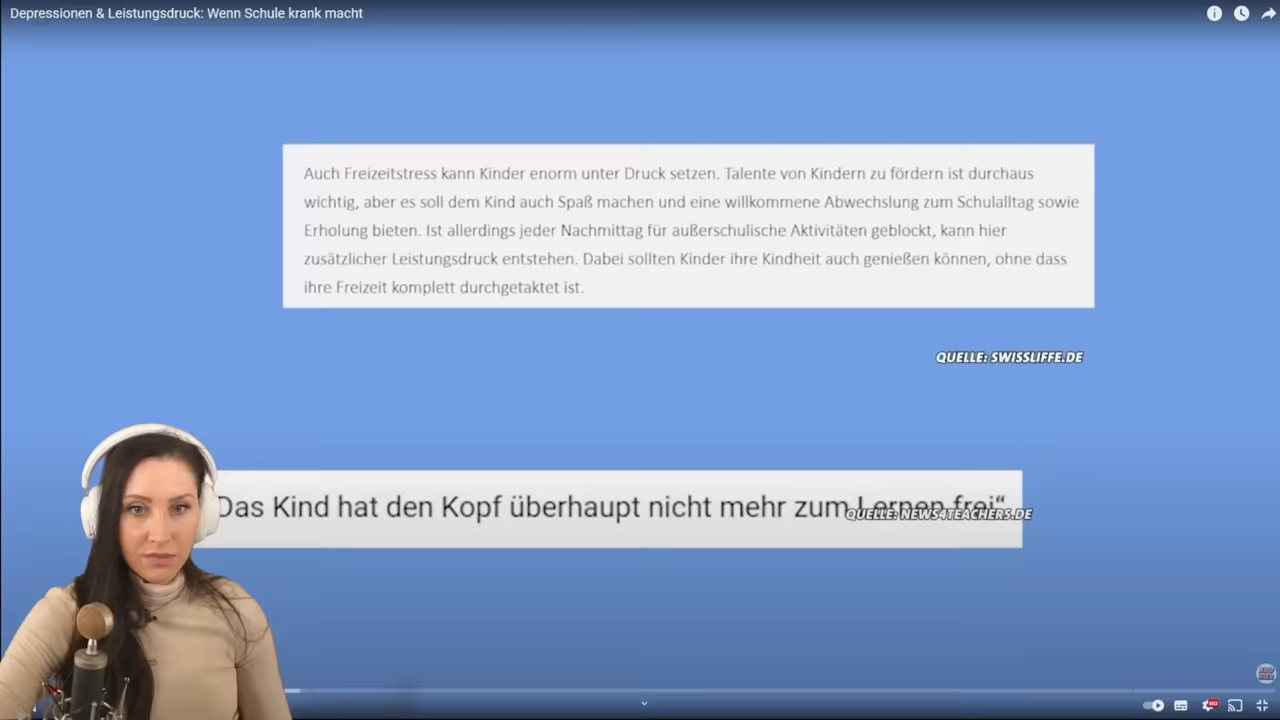 Depressionen & Leistungsdruck: Wenn Schule krank macht
Auch Freizeitstress kann Kinder enorm unter Druck setzen. Talente von Kindern zu fördern ist durchaus
wichtig, aber es soll dem Kind auch Spaß machen und eine willkommene Abwechslung zum Schulalltag sowie
Erholung bieten. Ist allerdings jeder Nachmittag für außerschulische Aktivitäten geblockt, kann hier
zusätzlicher Leistungsdruck entstehen. Dabei sollten Kinder ihre Kindheit auch genießen können, ohne dass
ihre Freizeit komplett durchgetaktet ist.
QUELLE: SWISSLIFFE.DE
Das Kind hat den Kopf überhaupt nicht mehr zum Lernen frei“
QUELLE: NEWS4TEACHERS.DE
HD